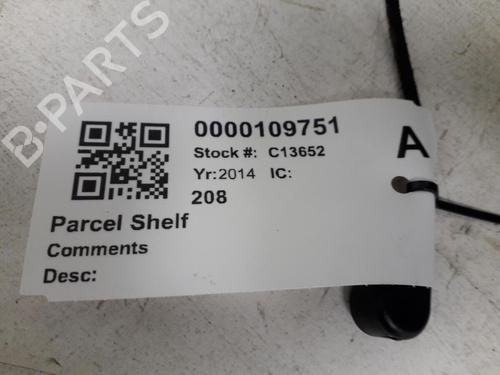 B-PARTS
0000109751
Stock #: C13652
A
Yr:2014 IC:
208
Parcel Shelf
Comments
Desc: